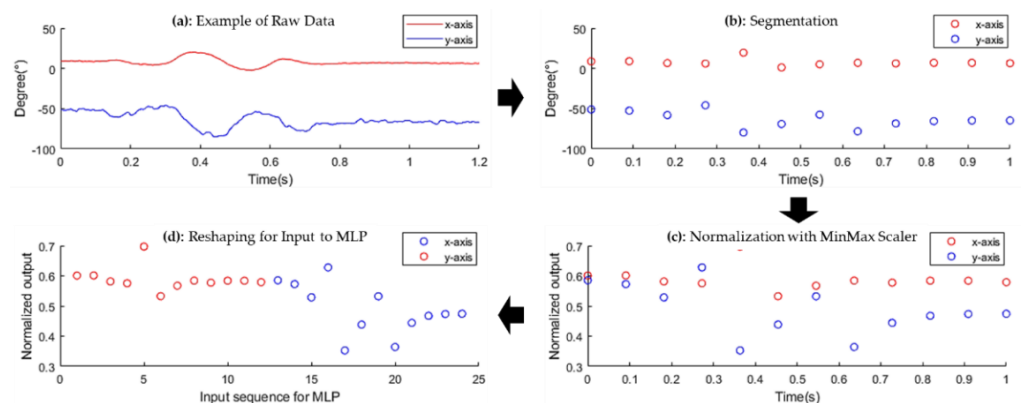 (a): Example of Raw Data
x-axis
y-axis
Degree(°)
50
0
-50
-100
0 0.2 0.4 0.6 0.8 1 1.2
Time(s)
(b): Segmentation
x-axis
y-axis
Degree(°)
50
0
-50
-100
0 0.1 0.2 0.3 0.4 0.5 0.6 0.7 0.8 0.9 1
Time(s)
(d): Reshaping for Input to MLP
x-axis
y-axis
Normalized output
0.7
0.6
0.5
0.4
0.3
0 5 10 15 20 25
Input sequence for MLP
(c): Normalization with MinMax Scaler
x-axis
y-axis
Normalized output
0.7
0.6
0.5
0.4
0.3
0 0.1 0.2 0.3 0.4 0.5 0.6 0.7 0.8 0.9 1
Time(s)